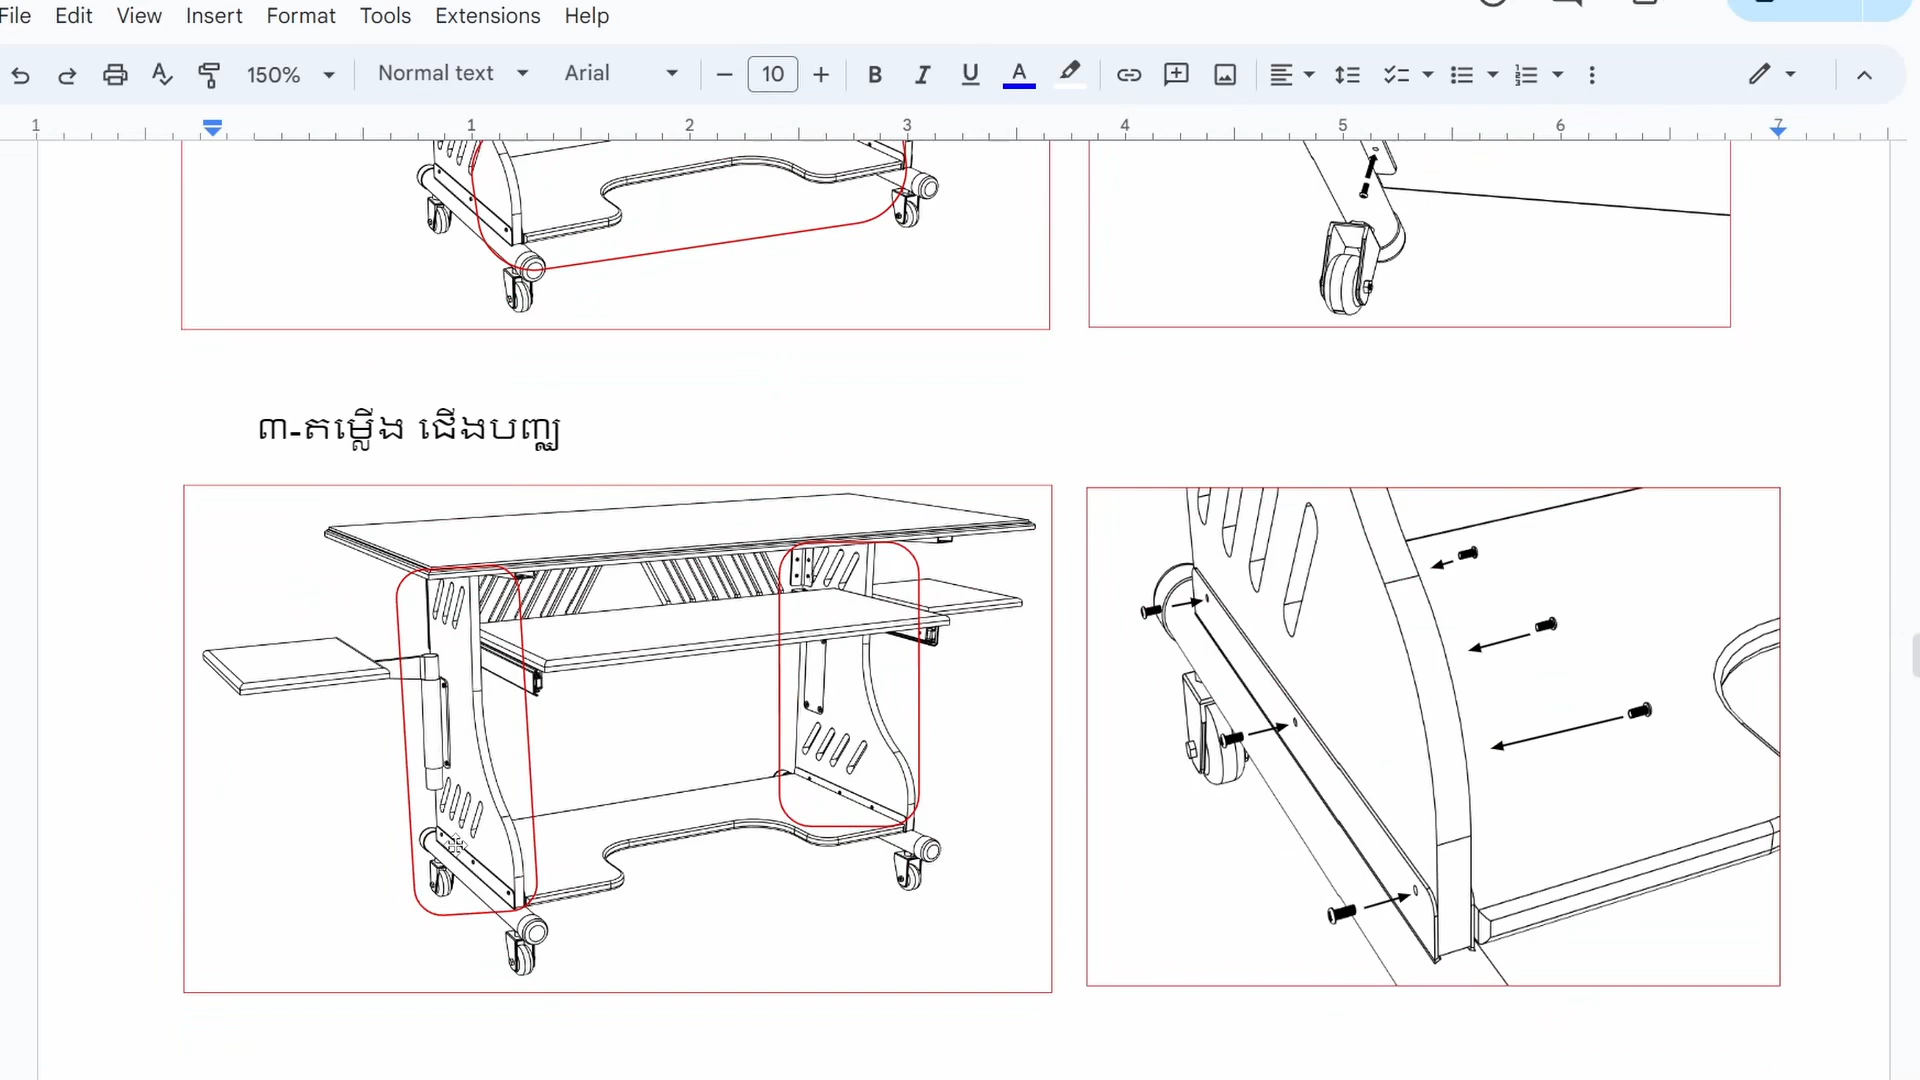 File Edit View Insert Format Tools Extensions Help
150% Normal text Arial 10 B I U A
1 1 2 3 4 5 6 7
៣-តម្លើង ជើងបញ្ឈ